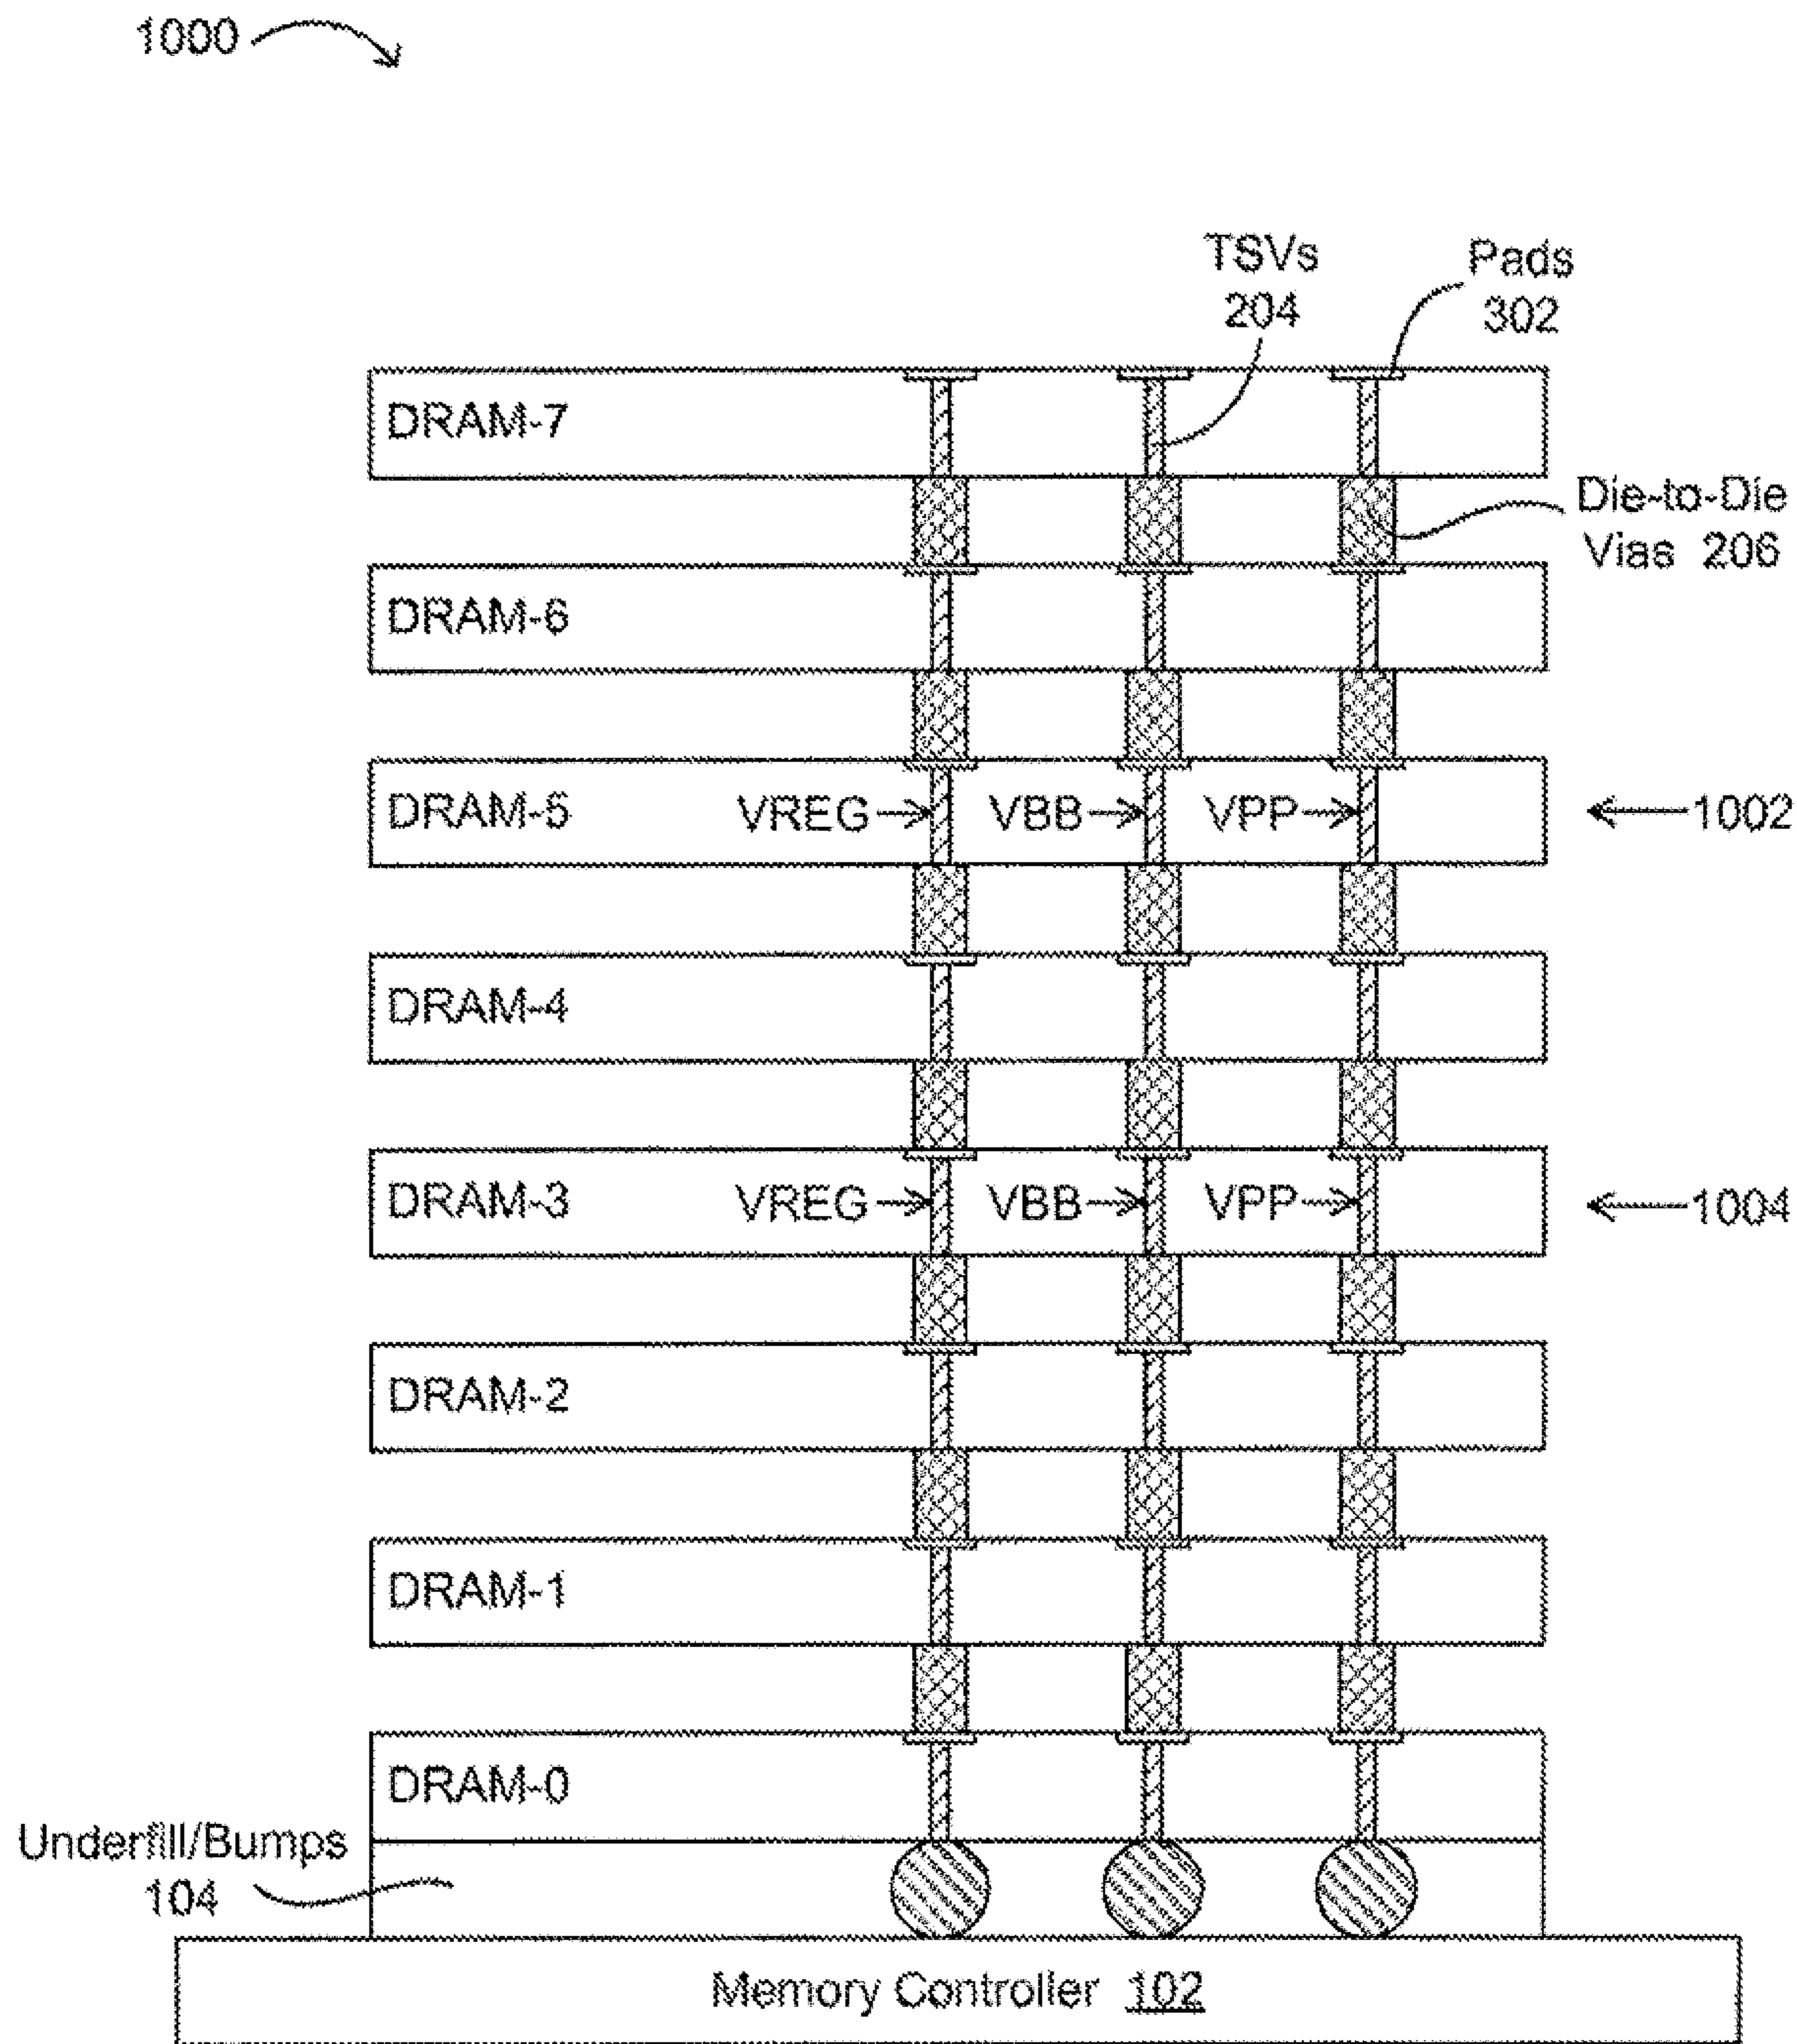 1000
TSVs
204
Pads
302
DRAM-7
Die-to-Die
Vias 206
DRAM-6
DRAM-5 VREG VBB VPP 1002
DRAM-4
DRAM-3 VREG VBB VPP 1004
DRAM-2
DRAM-1
DRAM-0
Underfill/Bumps
104
Memory Controller 102